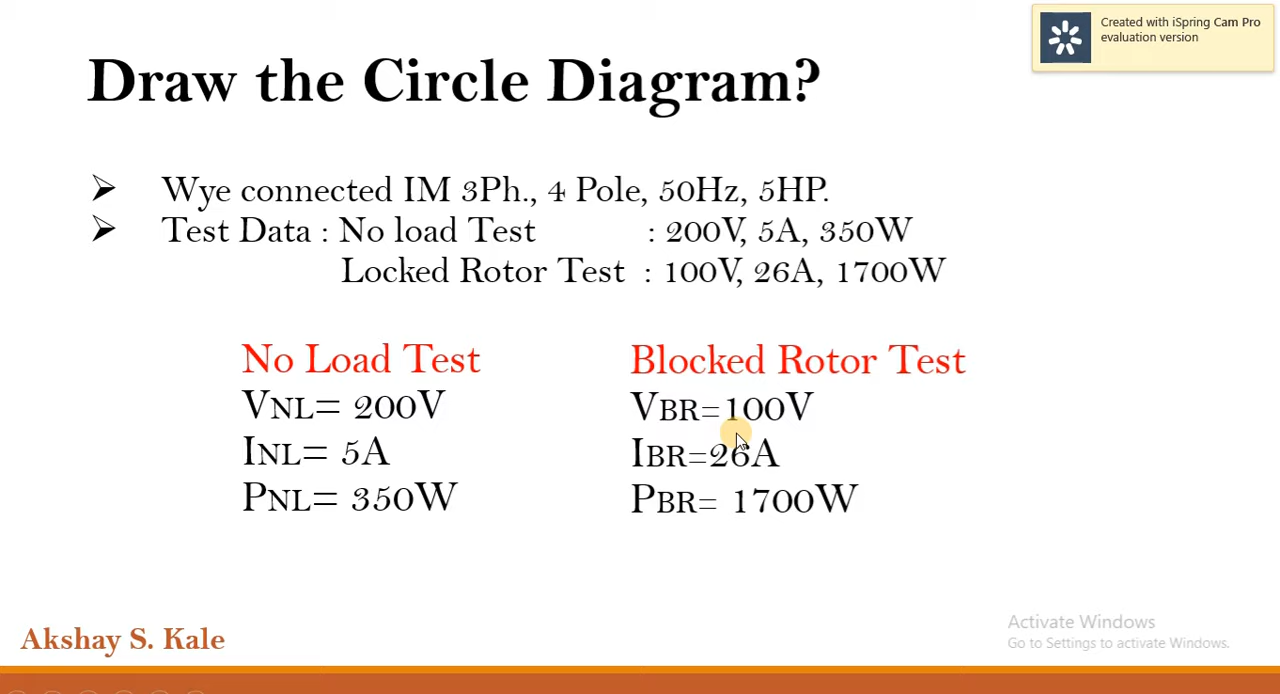 Created with iSpring Cam Pro
evaluation version
Draw the Circle Diagram?
Wye connected IM 3Ph., 4 Pole, 50Hz, 5HP.
Test Data : No load Test : 200V, 5A, 350W
Locked Rotor Test : 100V, 26A, 1700W
No Load Test
VNL= 200V
INL= 5A
PNL= 350W
Blocked Rotor Test
VBR=100V
IBR=26A
PBR= 1700W
Akshay S. Kale
Activate Windows
Go to Settings to activate Windows.